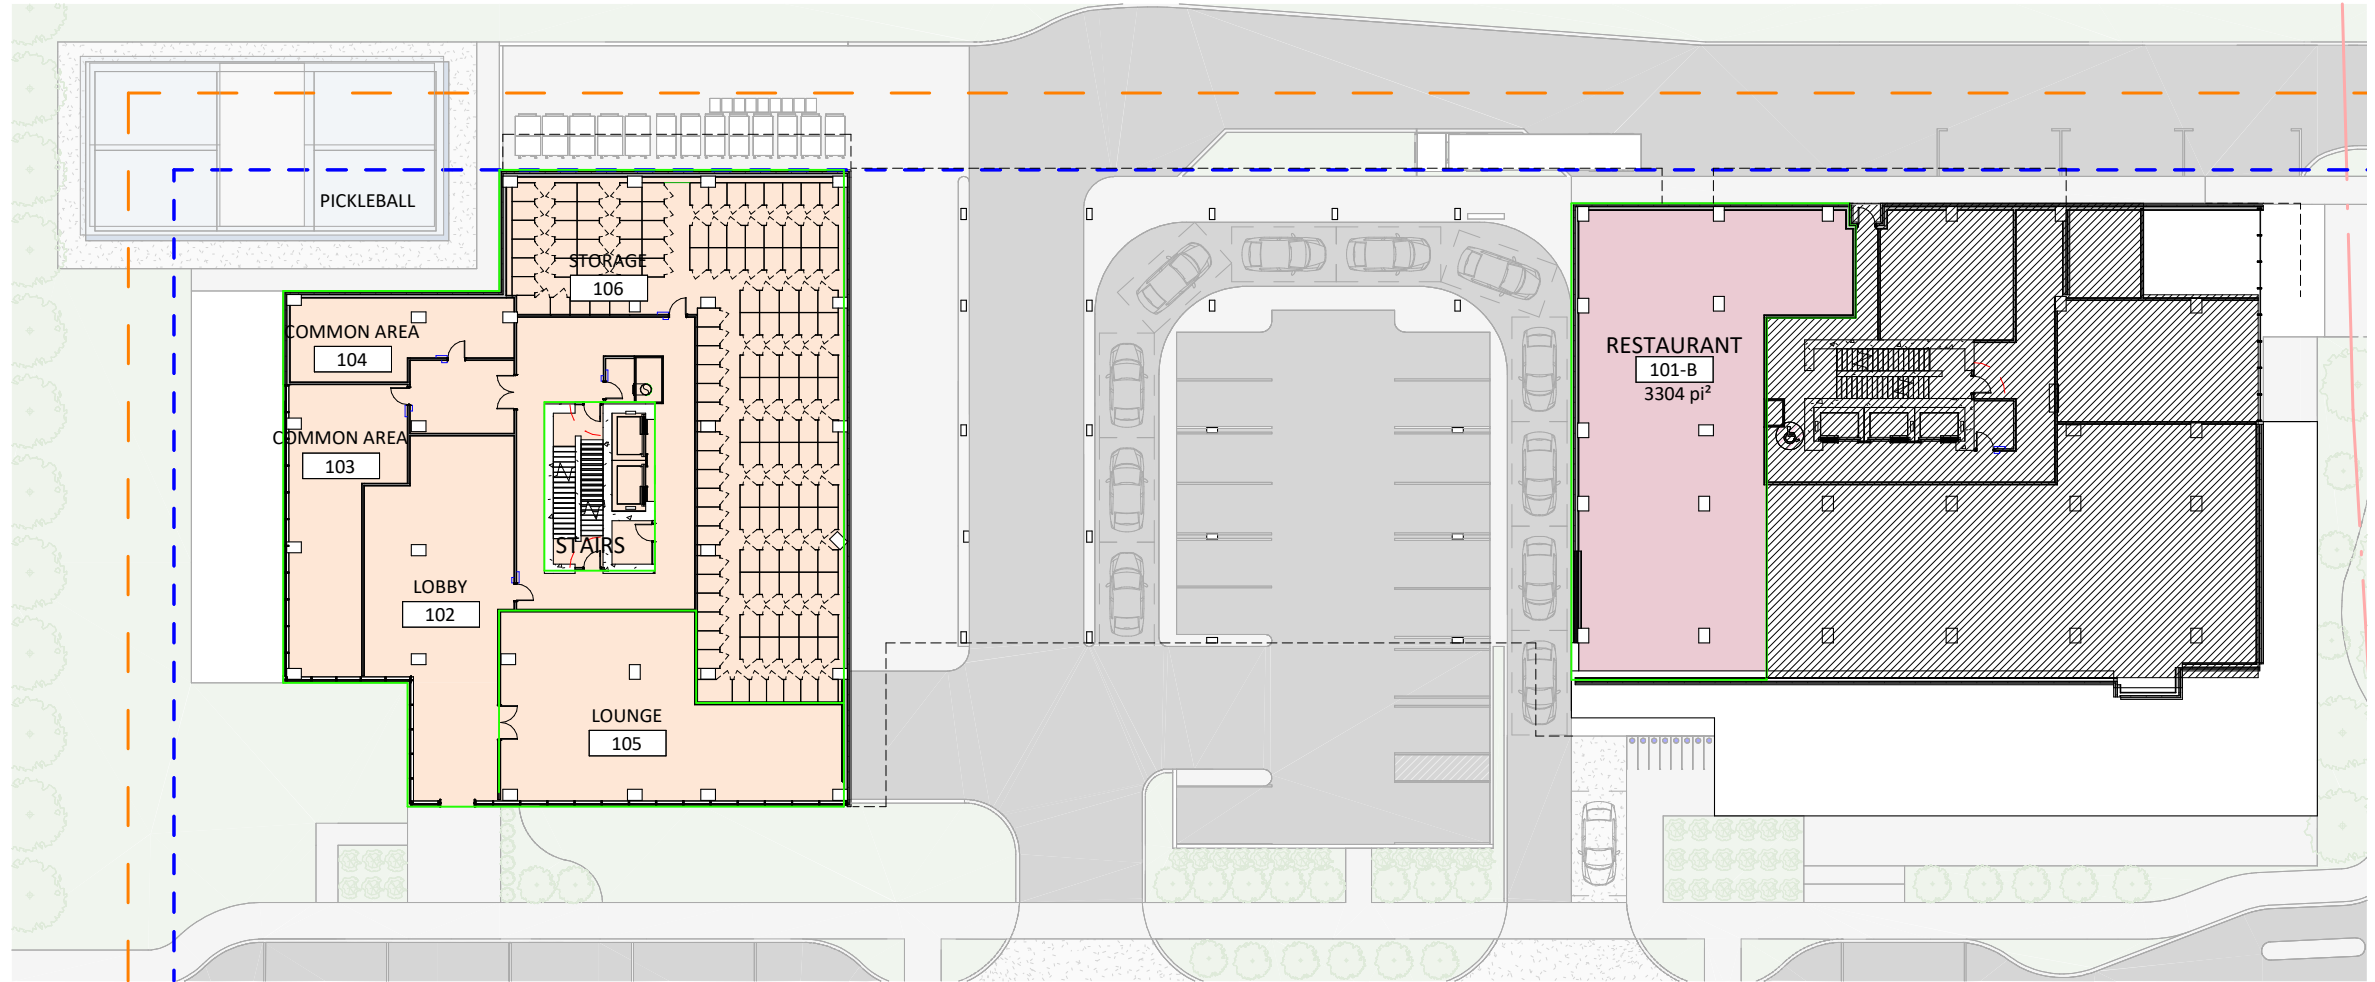 PICKLEBALL
STORAGE
106
COMMON AREA
104
COMMON AREA
103
STAIRS
LOBBY
102
LOUNGE
105
RESTAURANT
101-B
3304 pi²